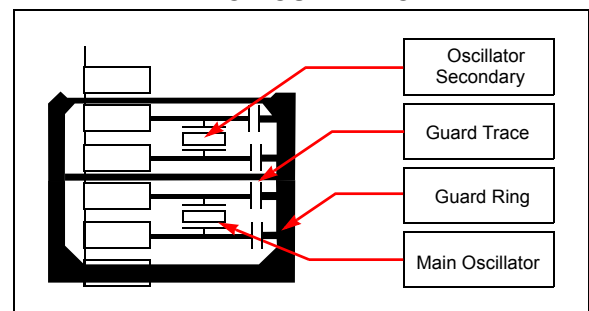 Oscillator
Secondary
Guard Trace
Guard Ring
Main Oscillator